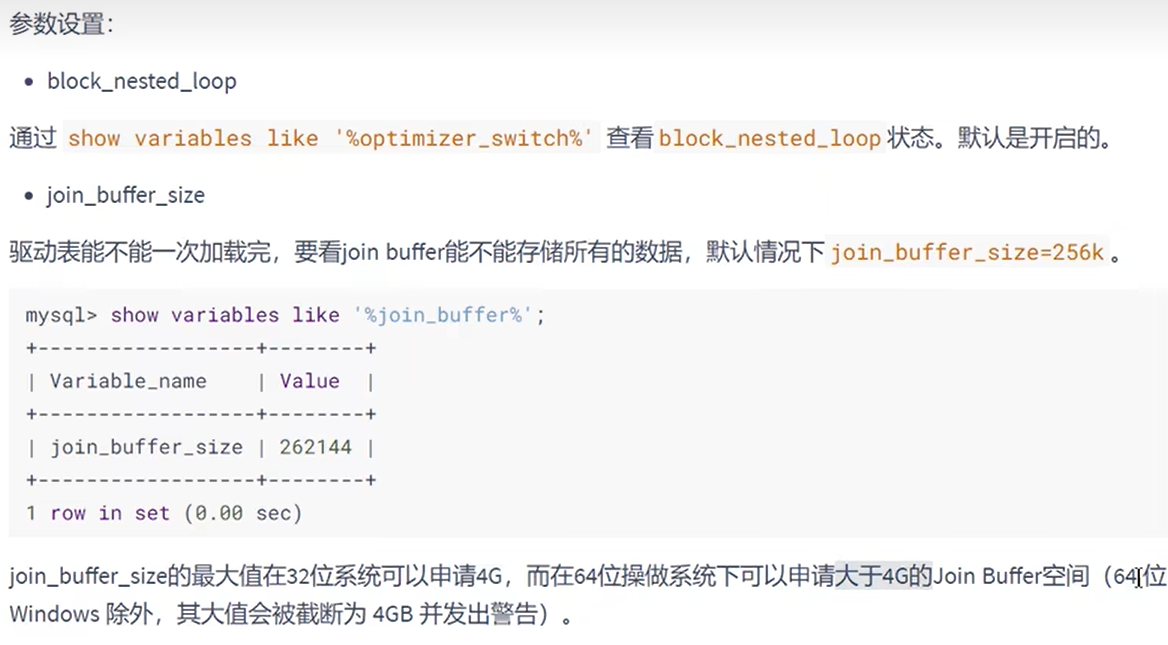 参数设置：
• block_nested_loop
通过 show variables like '%optimizer_switch%' 查看 block_nested_loop 状态。默认是开启的。
• join_buffer_size
驱动表能不能一次加载完，要看join buffer能不能存储所有的数据，默认情况下 join_buffer_size=256k 。
mysql> show variables like '%join_buffer%';
+------------------+--------+
| Variable_name    | Value  |
+------------------+--------+
| join_buffer_size | 262144 |
+------------------+--------+
1 row in set (0.00 sec)
join_buffer_size的最大值在32位系统可以申请4G，而在64位操做系统下可以申请大于4G的Join Buffer空间（64位
Windows 除外，其大值会被截断为 4GB 并发出警告）。